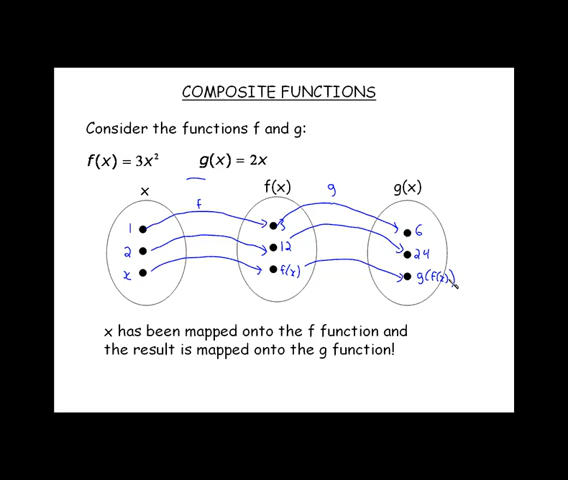 COMPOSITE FUNCTIONS
Consider the functions f and g:
f(x) = 3x² g(x) = 2x
x f(x) g(x)
f g
1 3 6
2 12 24
x f(x) g(f(x))
x has been mapped onto the f function and
the result is mapped onto the g function!